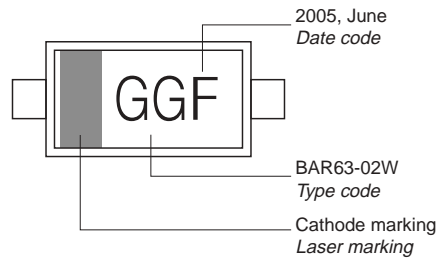 2005, June
Date code
GGF
BAR63-02W
Type code
Cathode marking
Laser marking